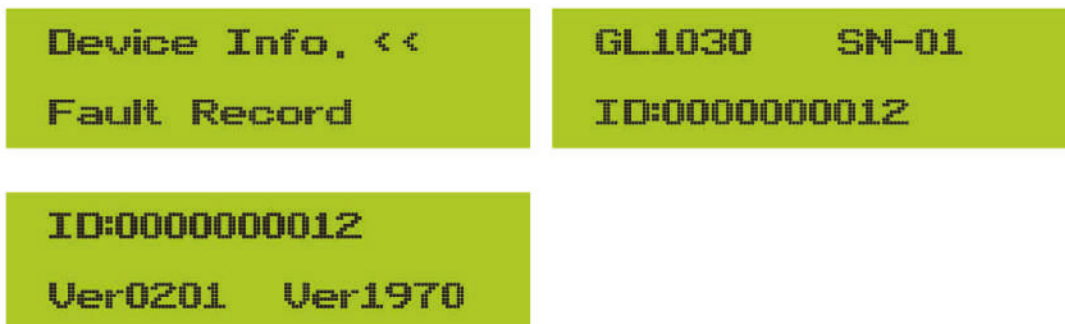 Device Info. <<
Fault Record
GL1030 SN-01
ID:0000000012
ID:0000000012
Ver0201 Ver1970